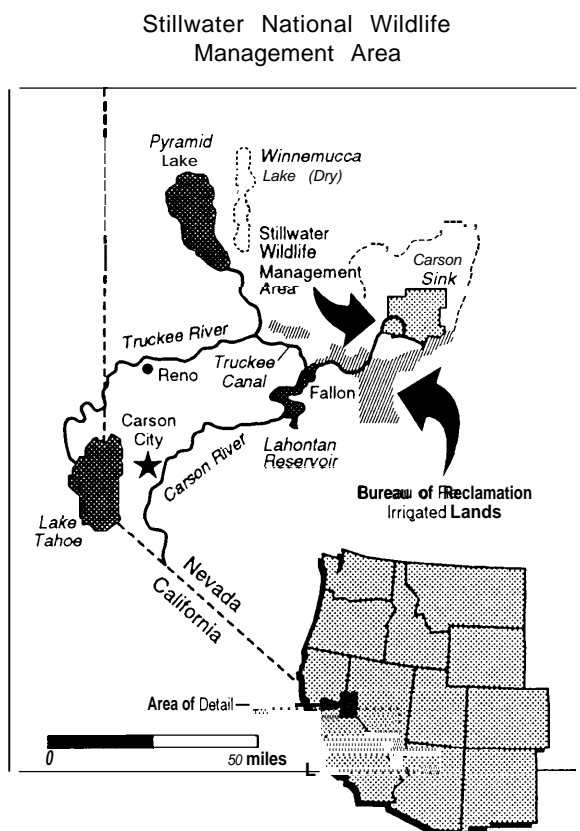 Stillwater National Wildlife
Management Area
Pyramid
Lake
Winnemucca
Lake (Dry)
Stillwater
Wildlife
Management
Area
Carson
Sink
Truckee River
Truckee
Canal
Reno
Fallon
Carson
City
Carson River
Lahontan
Reservoir
Lake
Tahoe
Bureau of Reclamation
Irrigated Lands
Nevada
California
Area of Detail
0
50 miles